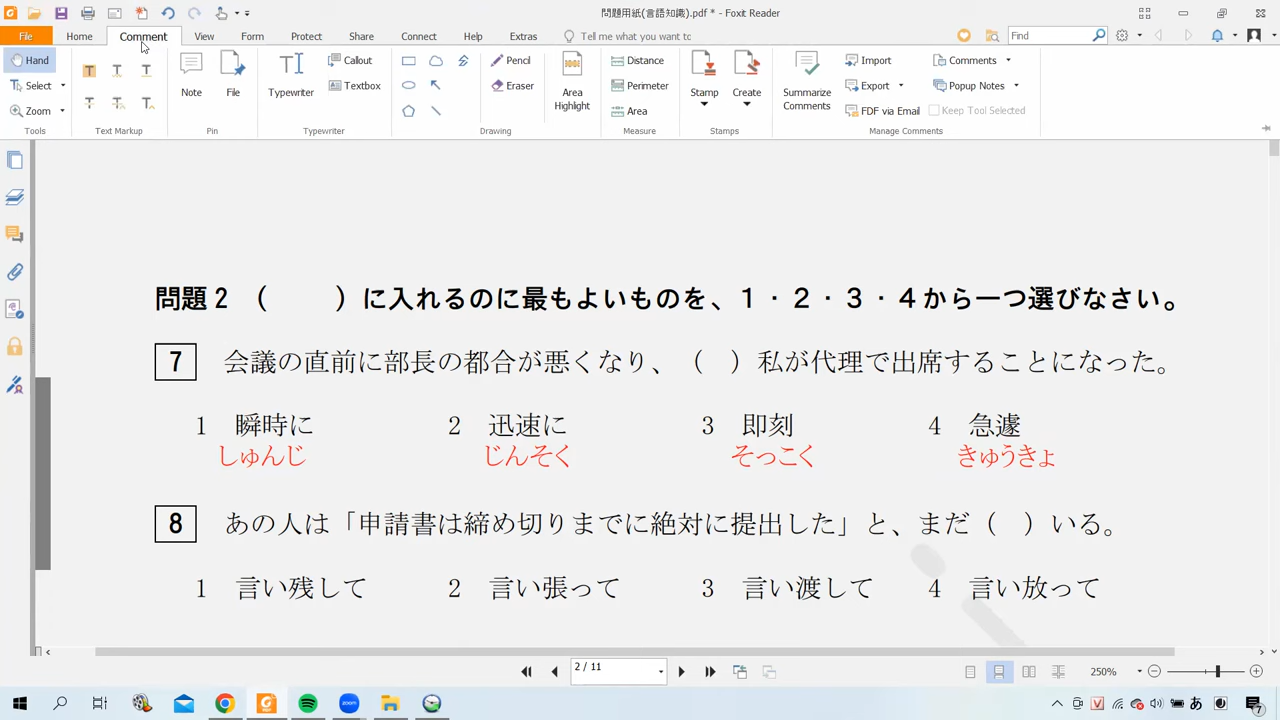 問題用紙(言語知識).pdf * - Foxit Reader
File Home Comment View Form Protect Share Connect Help Extras Tell me what you want to Find
Hand Select Zoom Tools
Text Markup
Note File Pin
Typewriter Callout Textbox Typewriter
Pencil Eraser Area Highlight Drawing
Distance Perimeter Area Measure
Stamp Create Stamps
Summarize Comments Import Export FDF via Email Comments Popup Notes Keep Tool Selected Manage Comments
問題2 （ ）に入れるのに最もよいものを、１・２・３・４から一つ選びなさい。
7 会議の直前に部長の都合が悪くなり、（ ）私が代理で出席することになった。
1 瞬時に 2 迅速に 3 即刻 4 急遽
しゅんじ じんそく そっこく きゅうきょ
8 あの人は「申請書は締め切りまでに絶対に提出した」と、まだ（ ）いる。
1 言い残して 2 言い張って 3 言い渡して 4 言い放って
2 / 11 250%
zoom あ 7